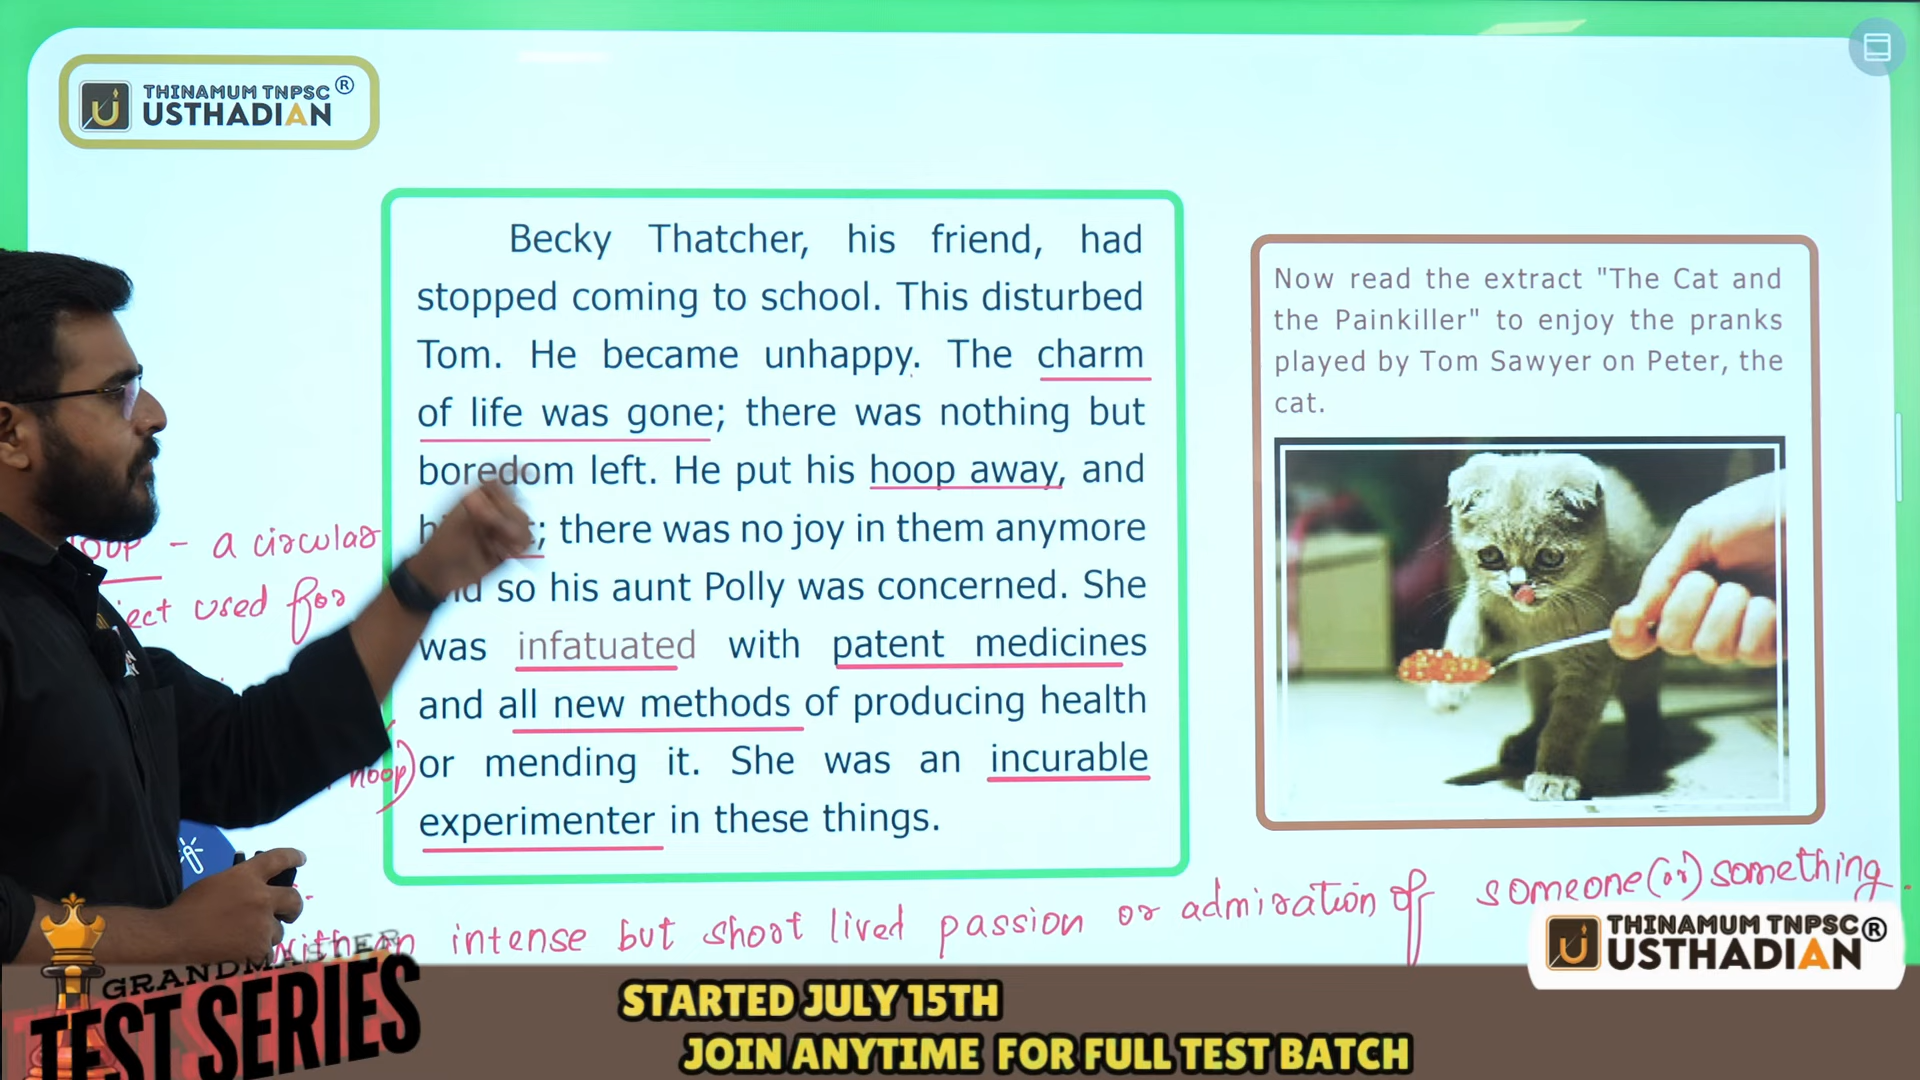 THINAMUM TNPSC ®
USTHADIAN
Becky Thatcher, his friend, had
stopped coming to school. This disturbed
Tom. He became unhappy. The charm
of life was gone; there was nothing but
boredom left. He put his hoop away, and
; there was no joy in them anymore
so his aunt Polly was concerned. She
was infatuated with patent medicines
and all new methods of producing health
or mending it. She was an incurable
experimenter in these things.
Now read the extract "The Cat and
the Painkiller" to enjoy the pranks
played by Tom Sawyer on Peter, the
cat.
- a circular
used for
hoop)
intense but short lived passion or admiration of someone (or) something.
THINAMUM TNPSC ®
USTHADIAN
GRANDMASTER
TEST SERIES
STARTED JULY 15TH
JOIN ANYTIME FOR FULL TEST BATCH